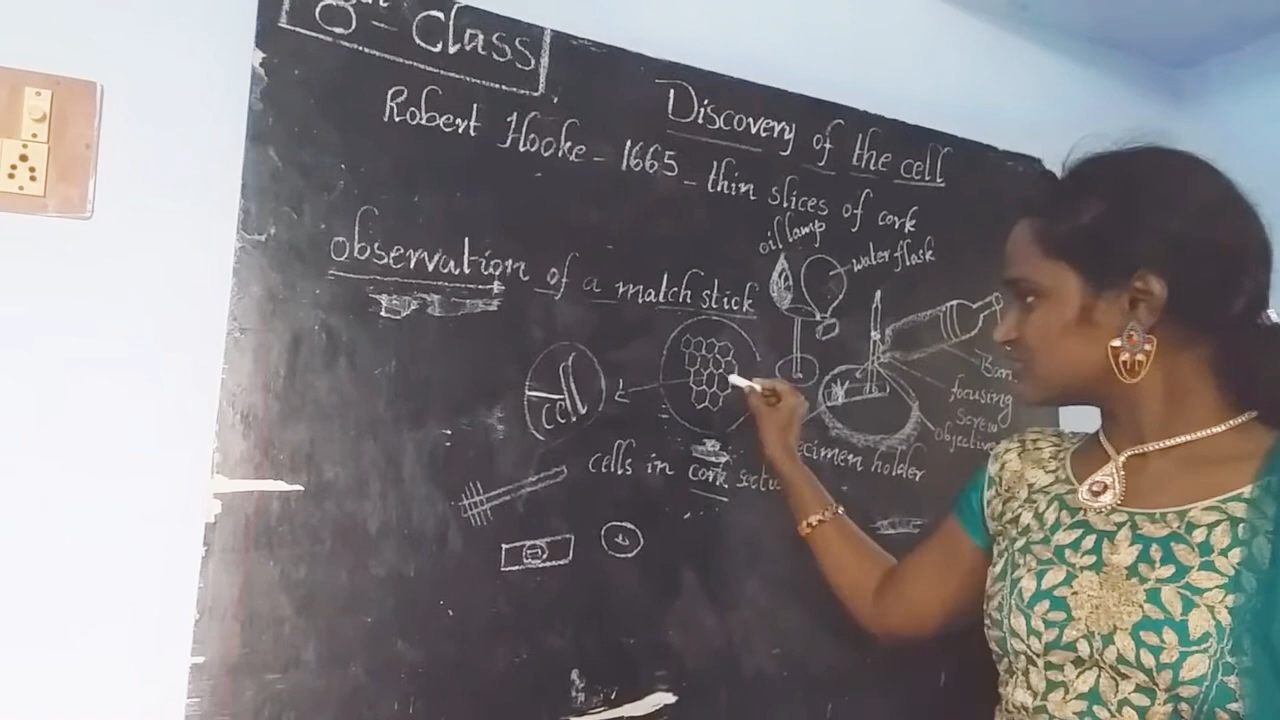 8th Class
Discovery of the cell
Robert Hooke - 1665 - thin slices of cork
oil lamp
water flask
observation of a match stick
cell
focusing
screw
objective
cells in cork
holder